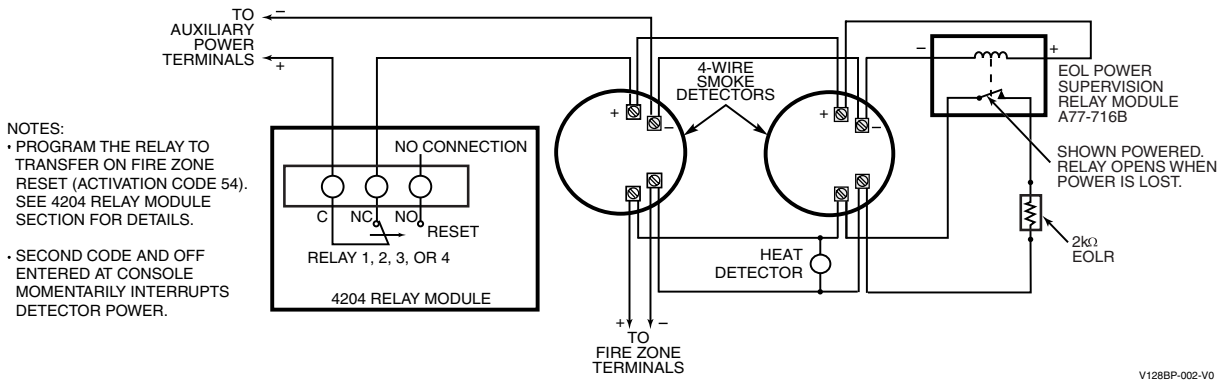 TO
AUXILIARY
POWER
TERMINALS
–
+
NOTES:
• PROGRAM THE RELAY TO
TRANSFER ON FIRE ZONE
RESET (ACTIVATION CODE 54).
SEE 4204 RELAY MODULE
SECTION FOR DETAILS.
• SECOND CODE AND OFF
ENTERED AT CONSOLE
MOMENTARILY INTERRUPTS
DETECTOR POWER.
NO CONNECTION
C NC NO
RESET
RELAY 1, 2, 3, OR 4
4204 RELAY MODULE
4-WIRE
SMOKE
DETECTORS
+ –
+ –
HEAT
DETECTOR
+ –
TO
FIRE ZONE
TERMINALS
– +
EOL POWER
SUPERVISION
RELAY MODULE
A77-716B
SHOWN POWERED.
RELAY OPENS WHEN
POWER IS LOST.
2kΩ
EOLR
V128BP-002-V0